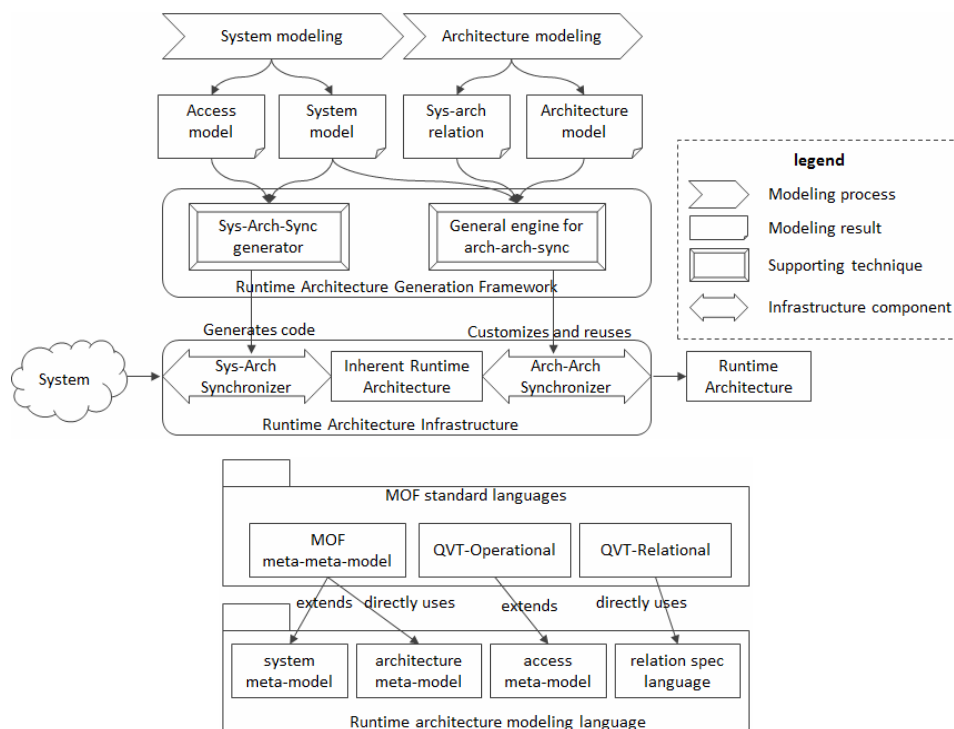 System modeling
Architecture modeling
Access
model
System
model
Sys-arch
relation
Architecture
model
legend
Modeling process
Modeling result
Supporting technique
Infrastructure component
Sys-Arch-Sync
generator
General engine for
arch-arch-sync
Runtime Architecture Generation Framework
Generates code
Customizes and reuses
System
Sys-Arch
Synchronizer
Inherent Runtime
Architecture
Arch-Arch
Synchronizer
Runtime
Architecture
Runtime Architecture Infrastructure
MOF standard languages
MOF
meta-meta-model
QVT-Operational
QVT-Relational
extends
directly uses
extends
directly uses
system
meta-model
architecture
meta-model
access
meta-model
relation spec
language
Runtime architecture modeling language